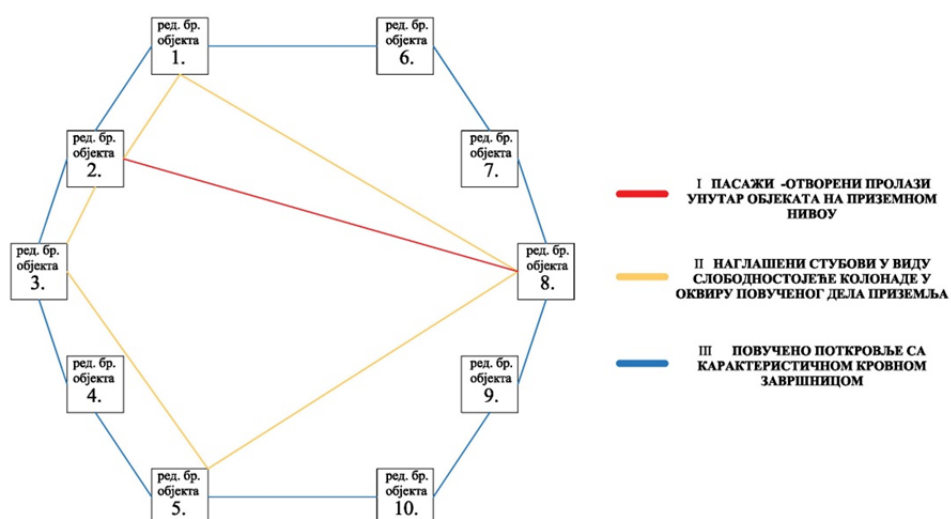 ред. бр.
објекта
1.
ред. бр.
објекта
6.
ред. бр.
објекта
2.
ред. бр.
објекта
7.
ред. бр.
објекта
3.
ред. бр.
објекта
8.
ред. бр.
објекта
4.
ред. бр.
објекта
9.
ред. бр.
објекта
5.
ред. бр.
објекта
10.
I ПАСАЖИ -ОТВОРЕНИ ПРОЛАЗИ
УНУТАР ОБЈЕКАТА НА ПРИЗЕМНОМ
НИВОУ
II НАГЛАШЕНИ СТУБОВИ У ВИДУ
СЛОБОДНОСТОЈЕЋЕ КОЛОНАДЕ У
ОКВИРУ ПОВУЧЕНОГ ДЕЛА ПРИЗЕМЉА
III ПОВУЧЕНО ПОТКРОВЉЕ СА
КАРАКТЕРИСТИЧНОМ КРОВНОМ
ЗАВРШНИЦОМ